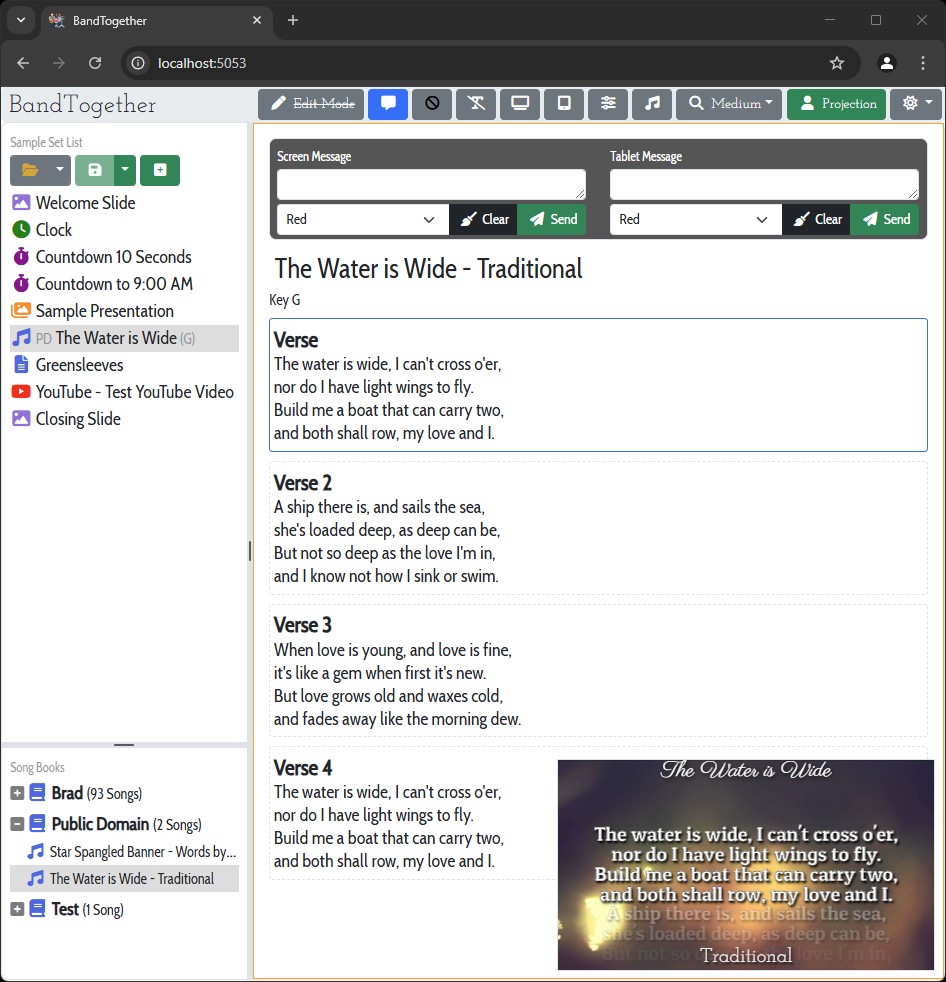 BandTogether
localhost:5053
BandTogether
Edit Mode
Medium
Projection
Sample Set List
Welcome Slide
Clock
Countdown 10 Seconds
Countdown to 9:00 AM
Sample Presentation
PD The Water is Wide (G)
Greensleeves
YouTube - Test YouTube Video
Closing Slide
Song Books
Brad (93 Songs)
Public Domain (2 Songs)
Star Spangled Banner - Words by...
The Water is Wide - Traditional
Test (1 Song)
Screen Message
Red
Clear
Send
Tablet Message
Red
Clear
Send
The Water is Wide - Traditional
Key G
Verse
The water is wide, I can't cross o'er,
nor do I have light wings to fly.
Build me a boat that can carry two,
and both shall row, my love and I.
Verse 2
A ship there is, and sails the sea,
she's loaded deep, as deep can be,
But not so deep as the love I'm in,
and I know not how I sink or swim.
Verse 3
When love is young, and love is fine,
it's like a gem when first it's new.
But love grows old and waxes cold,
and fades away like the morning dew.
Verse 4
The water is wide, I can't cross o'er,
nor do I have light wings to fly.
Build me a boat that can carry two,
and both shall row, my love and I.
The Water is Wide
The water is wide, I can't cross o'er,
nor do I have light wings to fly.
Build me a boat that can carry two,
and both shall row, my love and I.
A ship there is, and sails the sea,
she's loaded deep, as deep can be,
But not so love I'm in,
Traditional